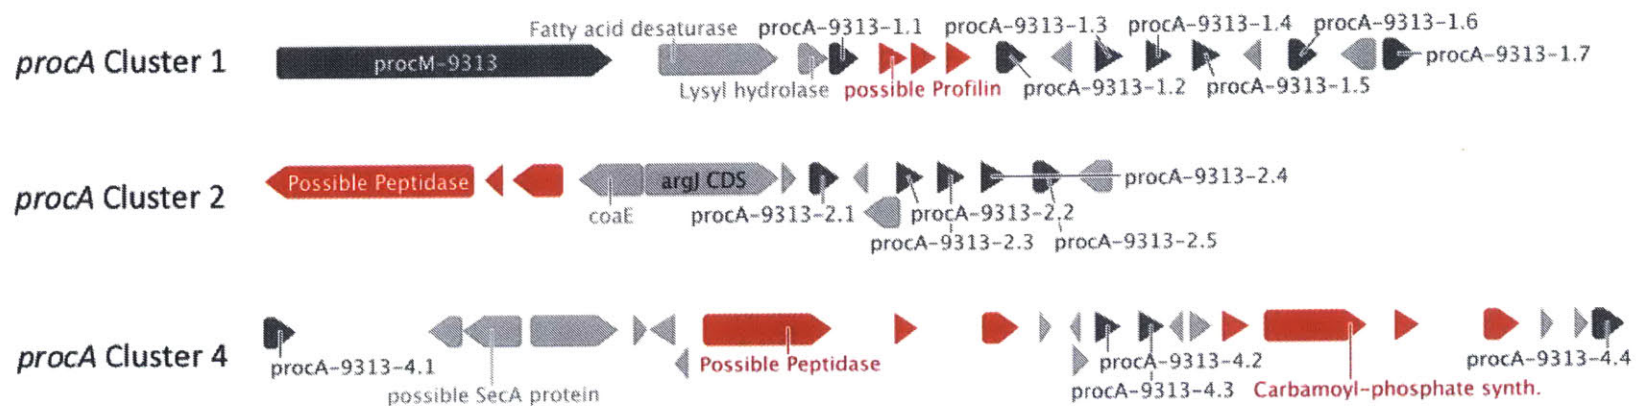 Fatty acid desaturase procA-9313-1.1 procA-9313-1.3 procA-9313-1.4 procA-9313-1.6
procA Cluster 1 procM-9313 procA-9313-1.7
Lysyl hydrolase possible Profilin procA-9313-1.2 procA-9313-1.5
procA Cluster 2 Possible Peptidase argJ CDS procA-9313-2.4
coaE procA-9313-2.1 procA-9313-2.2
procA-9313-2.3 procA-9313-2.5
procA Cluster 4 procA-9313-4.1 Possible Peptidase procA-9313-4.2 procA-9313-4.4
possible SecA protein procA-9313-4.3 Carbamoyl-phosphate synth.